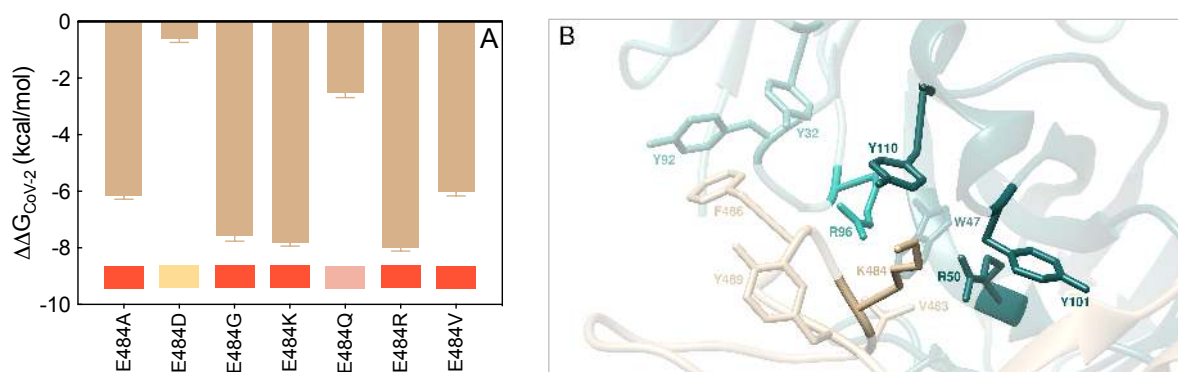 A
ΔΔG_CoV-2 (kcal/mol)
-0
-2
-4
-6
-8
-10
E484A
E484D
E484G
E484K
E484Q
E484R
E484V
B
Y32
Y92
Y110
F486
R96
W47
K484
Y489
R50
Y101
V483